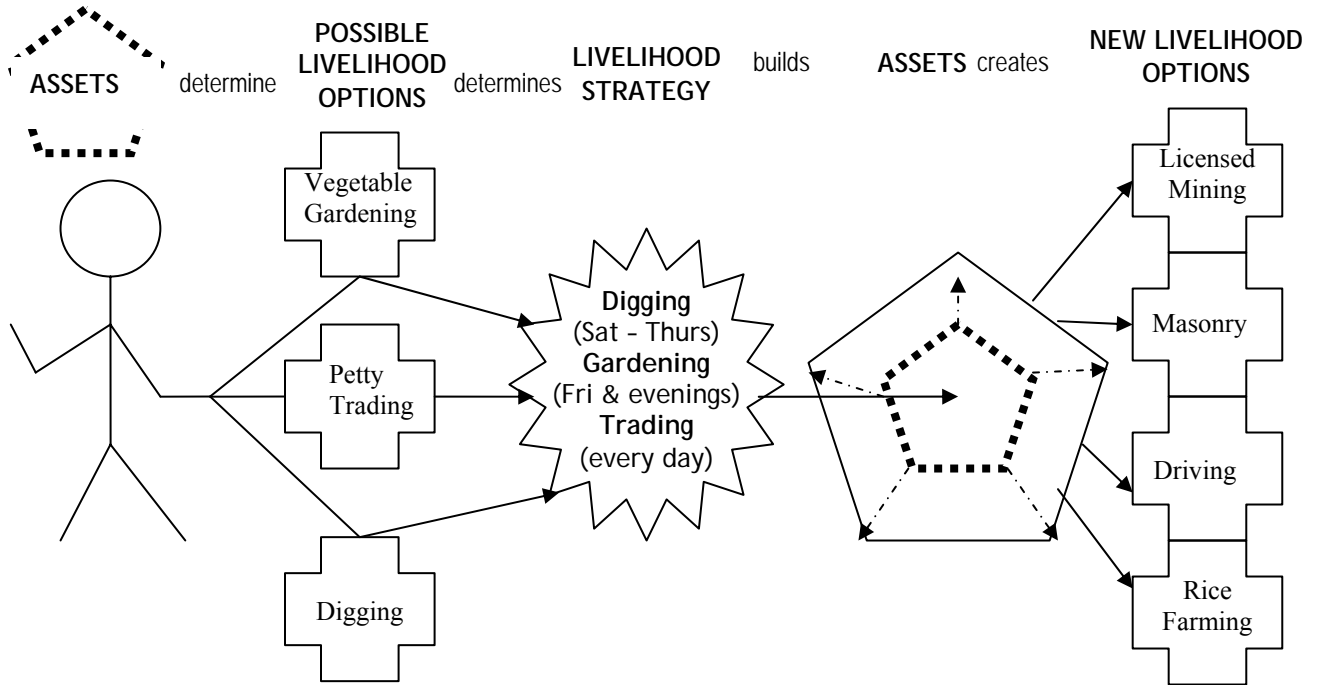 ASSETS
determine
POSSIBLE
LIVELIHOOD
OPTIONS
determines
LIVELIHOOD
STRATEGY
builds
ASSETS creates
NEW LIVELIHOOD
OPTIONS
Vegetable
Gardening
Petty
Trading
Digging
Digging
(Sat - Thurs)
Gardening
(Fri & evenings)
Trading
(every day)
Licensed
Mining
Masonry
Driving
Rice
Farming